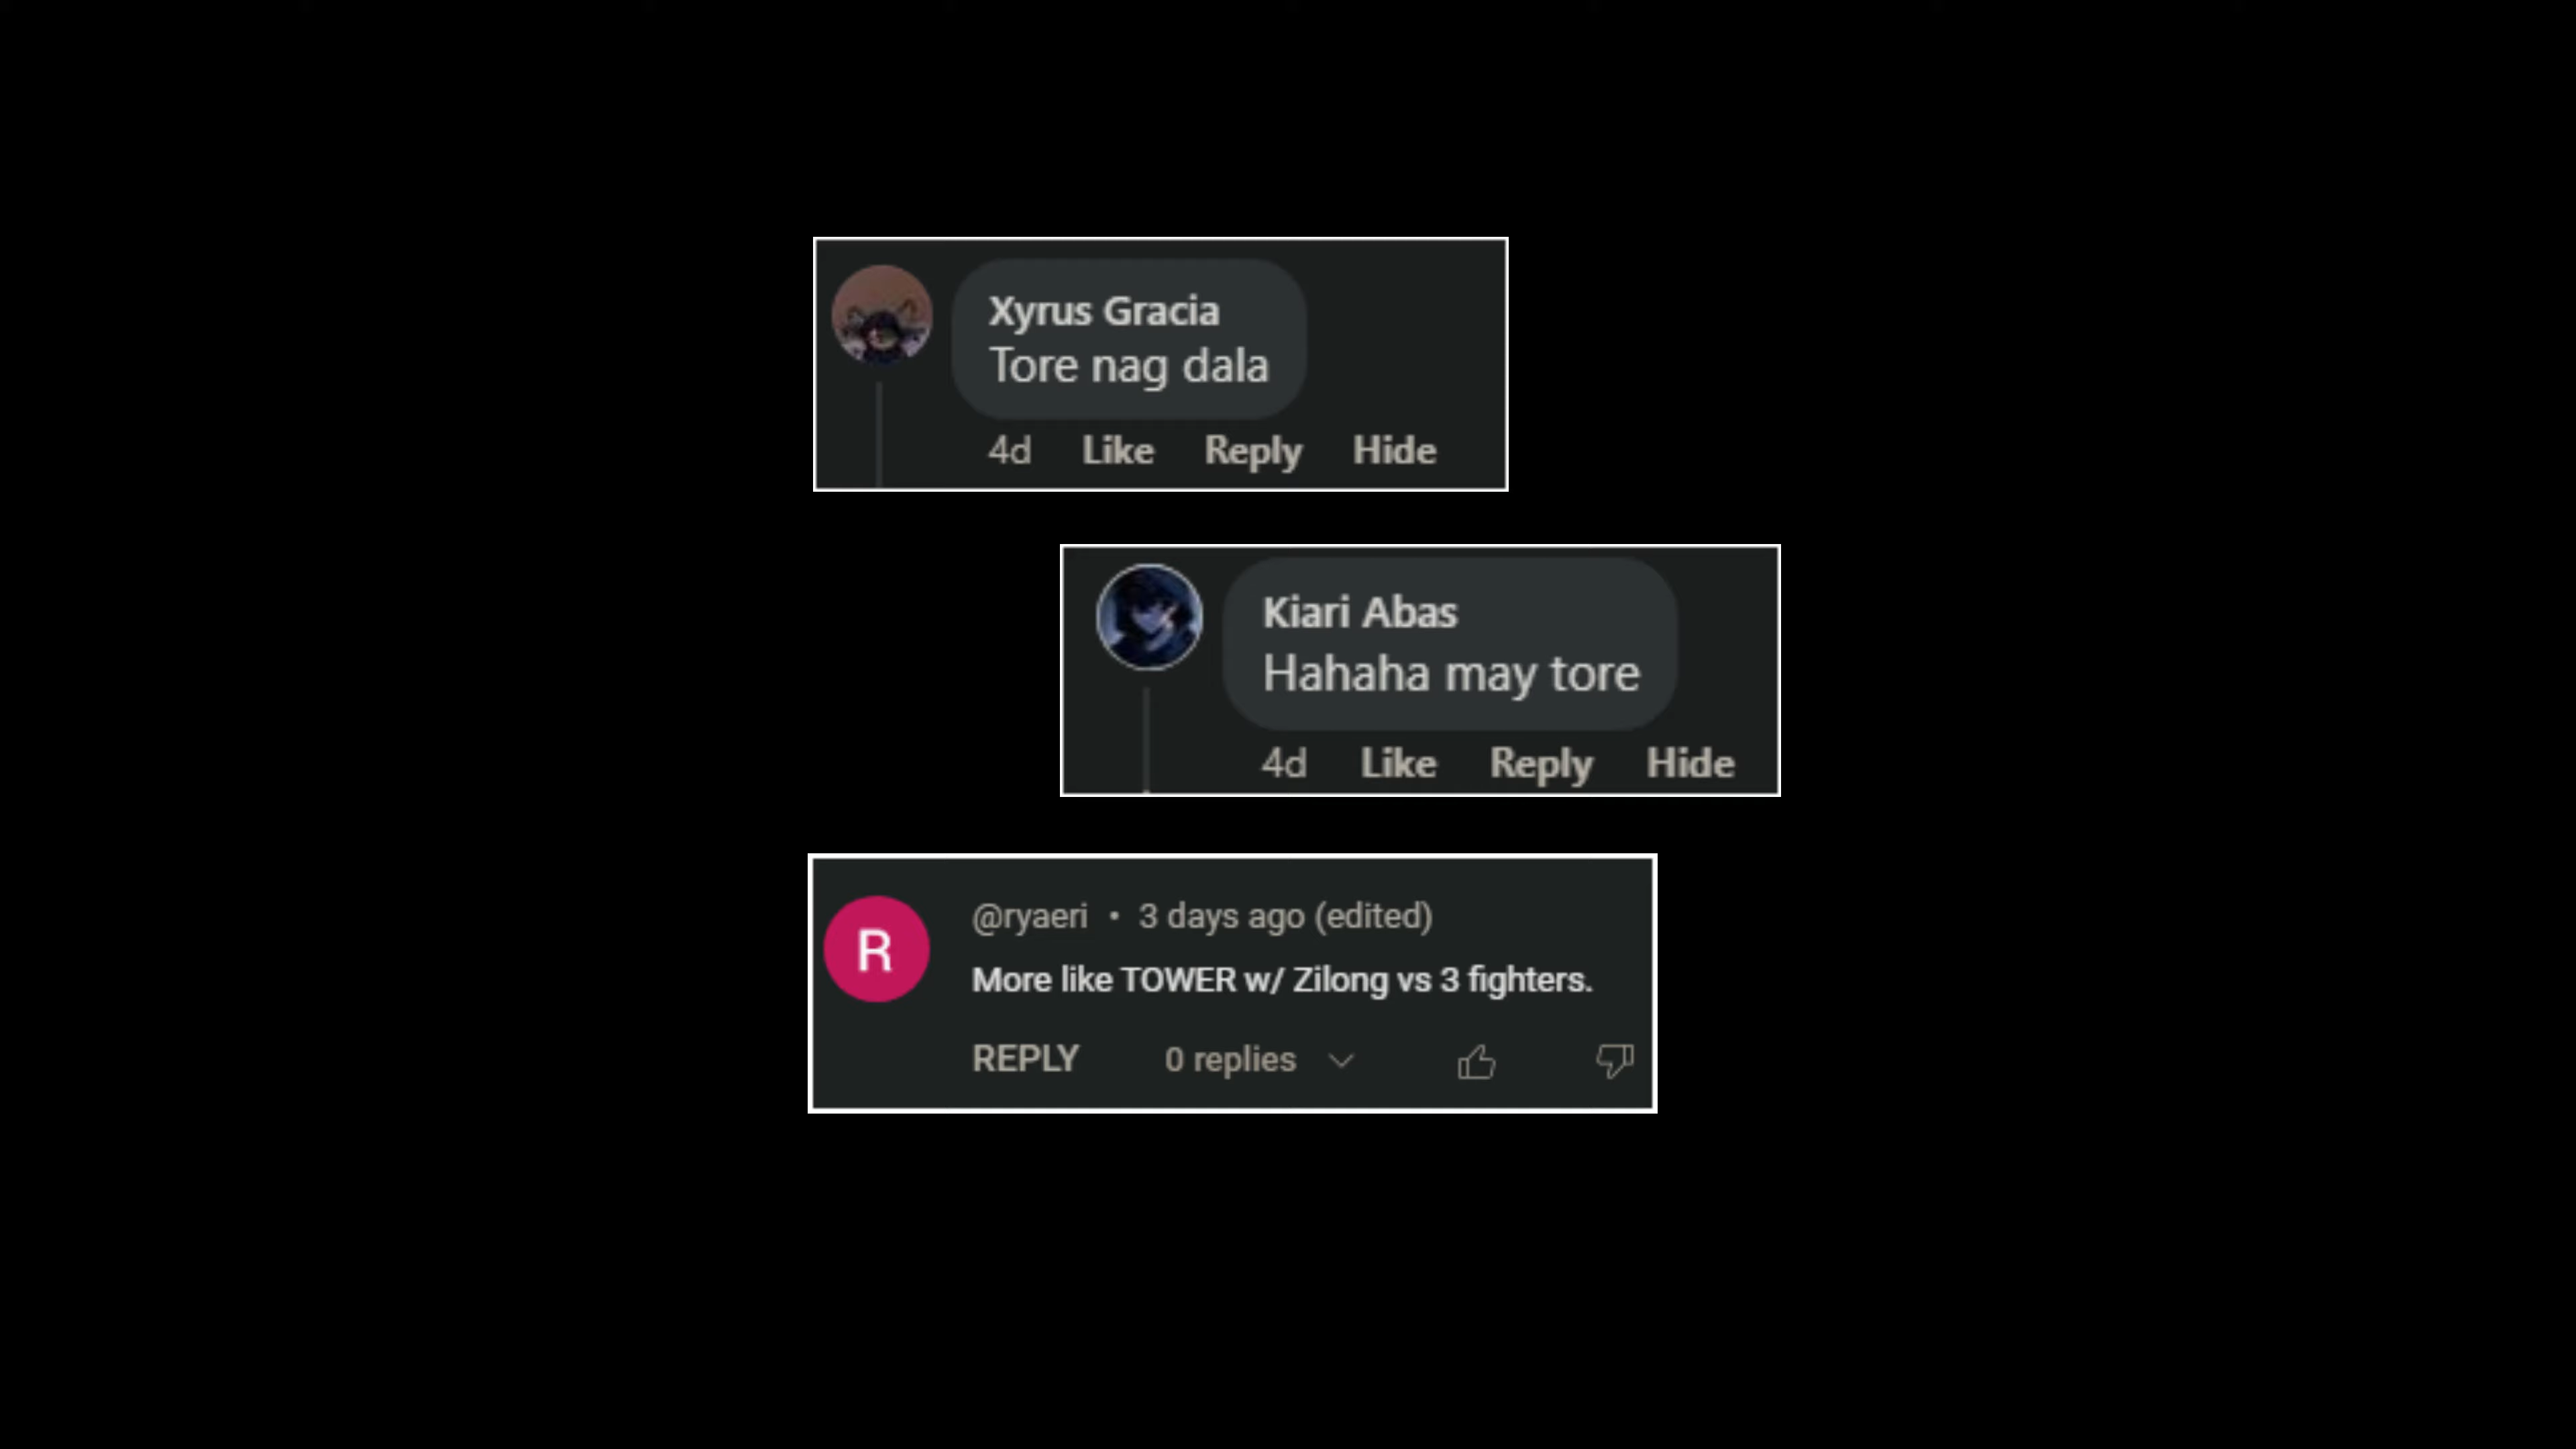 Xyrus Gracia
Tore nag dala
4d Like Reply Hide
Kiari Abas
Hahaha may tore
4d Like Reply Hide
R
@ryaeri • 3 days ago (edited)
More like TOWER w/ Zilong vs 3 fighters.
REPLY 0 replies